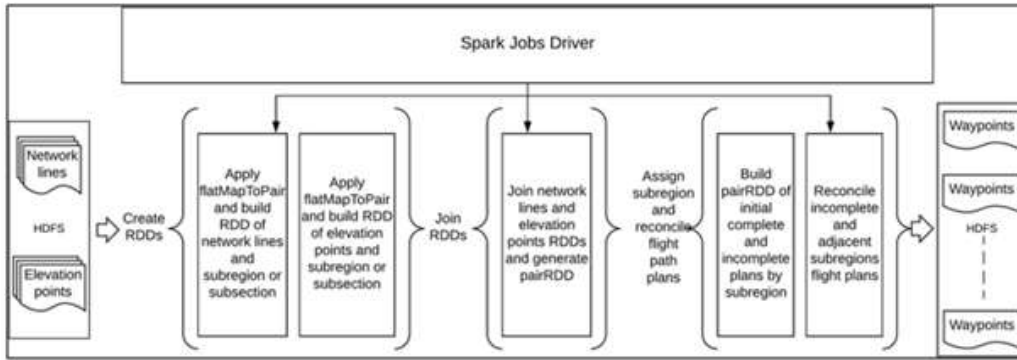 Spark Jobs Driver
Network
lines
HDFS
Elevation
points
Create
RDDs
Apply
flatMapToPair
and build
RDD of
network lines
and
subregion or
subsection
Apply
flatMapToPair
and build RDD
of elevation
points and
subregion or
subsection
Join
RDDs
Join network
lines and
elevation
points RDDs
and generate
pairRDD
Assign
subregion
and
reconcile
flight
path
plans
Build
pairRDD of
initial
complete
and
incomplete
plans by
subregion
Reconcile
incomplete
and
adjacent
subregions
flight plans
Waypoints
Waypoints
HDFS
Waypoints